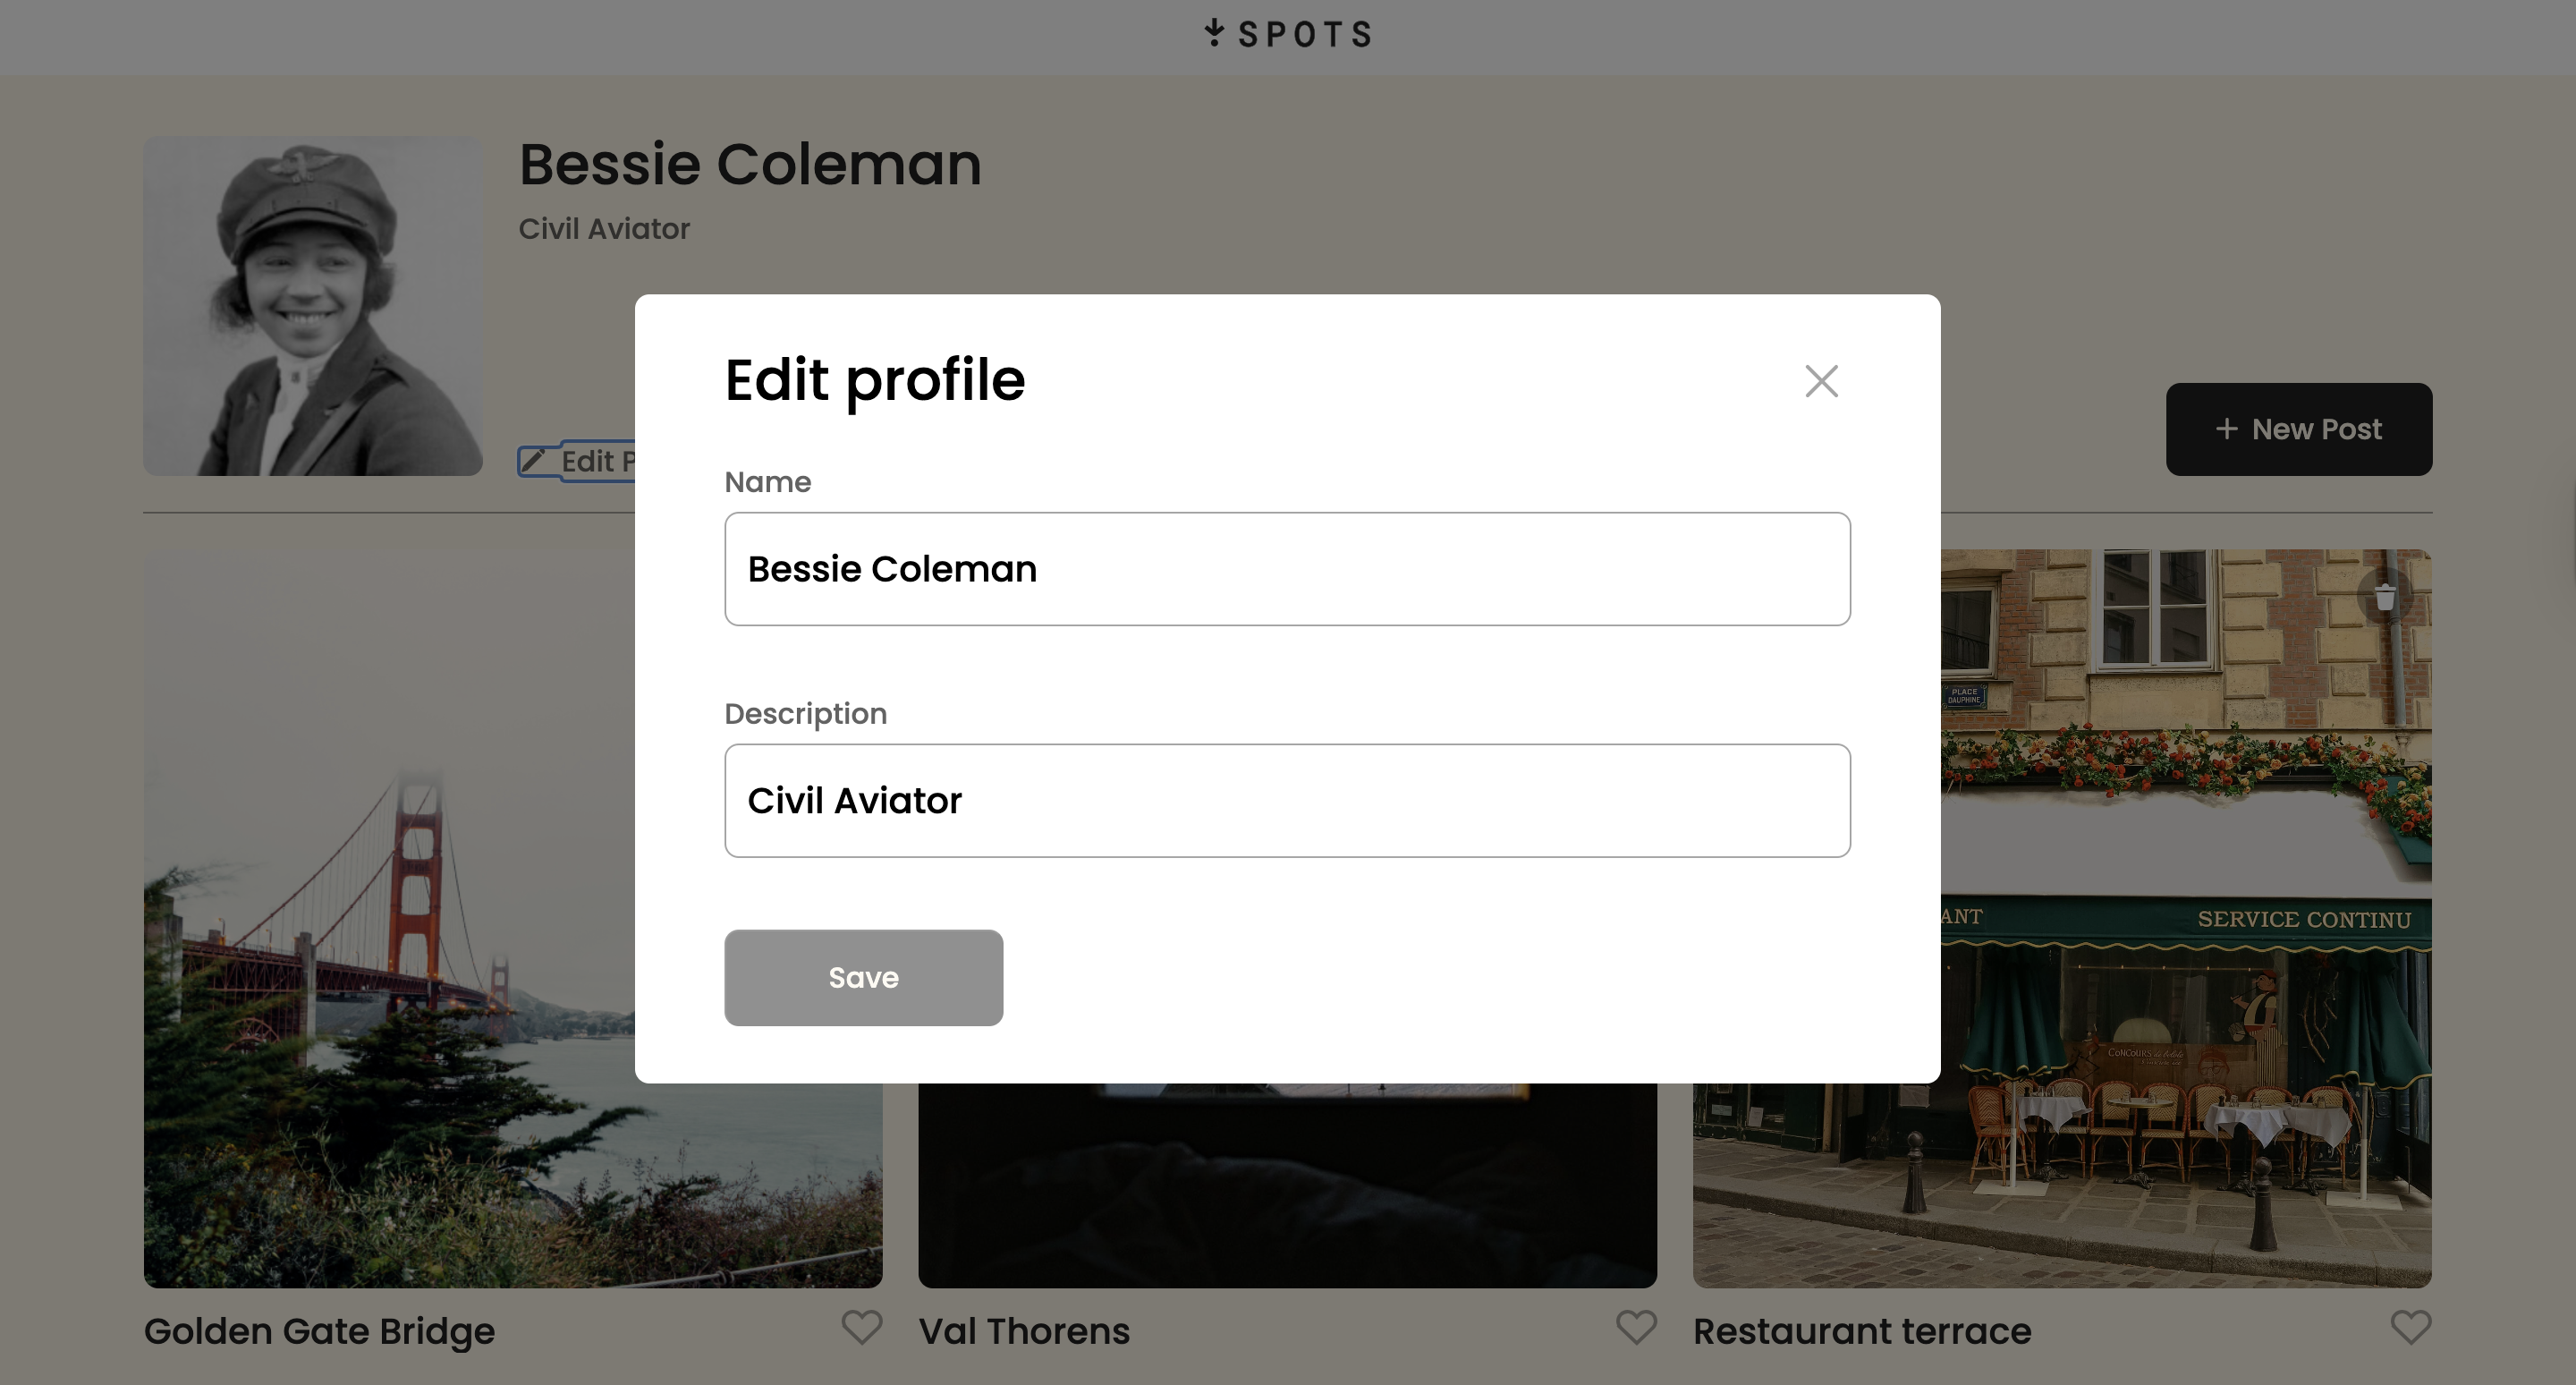 SPOTS
Bessie Coleman
Civil Aviator
Edit P
+ New Post
Edit profile
Name
Bessie Coleman
Description
Civil Aviator
Save
PLACE
DAUPHINE
ANT
SERVICE CONTINU
CONCOURS
Golden Gate Bridge
Val Thorens
Restaurant terrace